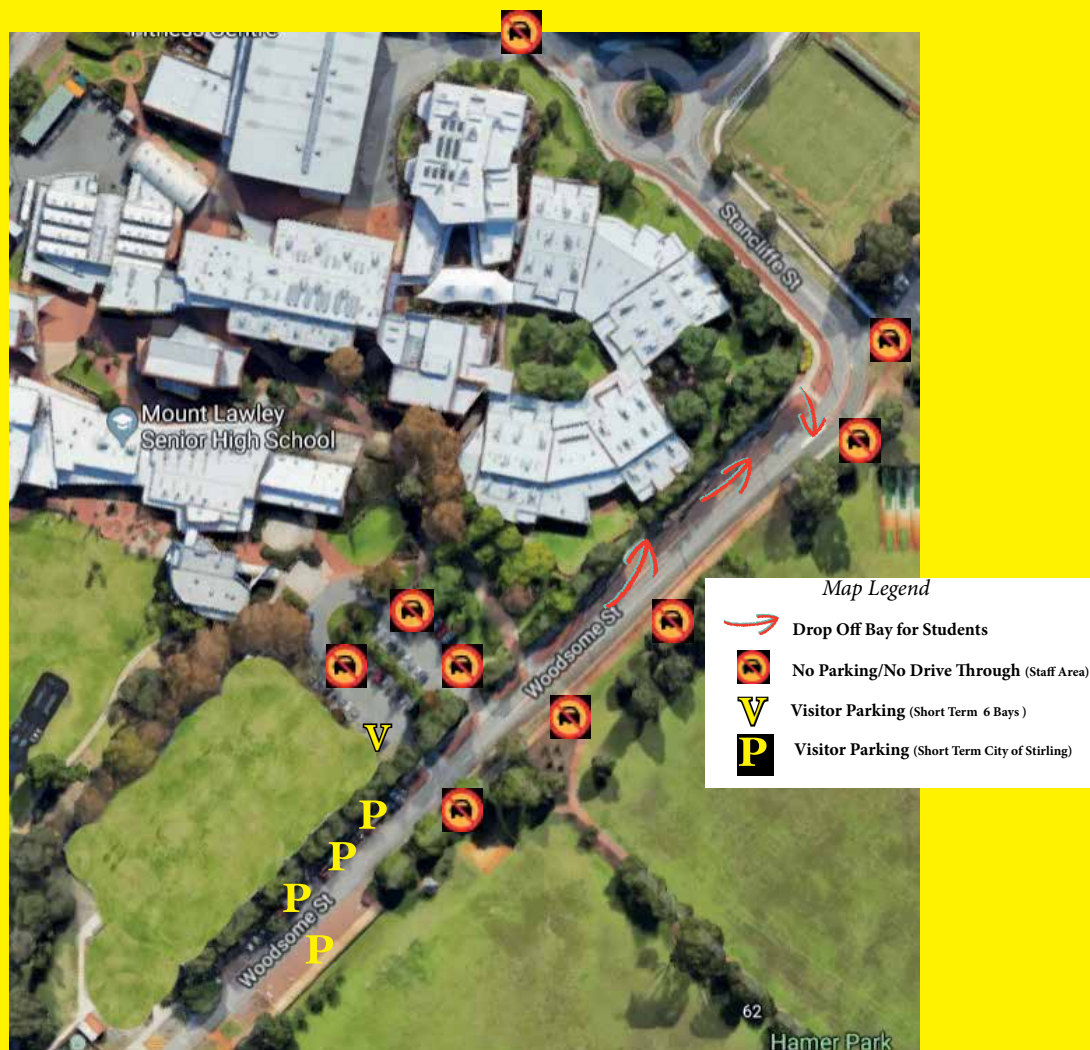 Fitness Centre
Stancliffe St
Mount Lawley
Senior High School
Map Legend
Drop Off Bay for Students
Woodsome St
No Parking/No Drive Through (Staff Area)
V Visitor Parking (Short Term 6 Bays )
P Visitor Parking (Short Term City of Stirling)
V
P
P
P
Woodsome St
P
62
Hamer Park